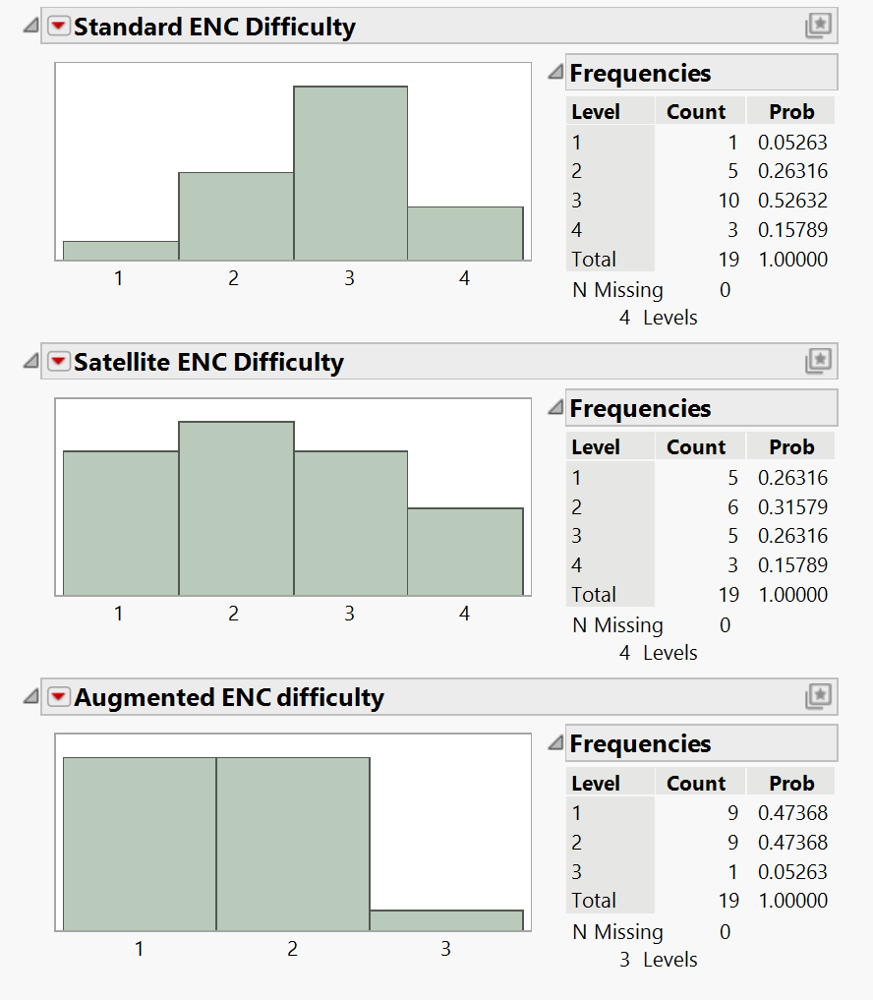 Standard ENC Difficulty
Frequencies
Level Count Prob
1 1 0.05263
2 5 0.26316
3 10 0.52632
4 3 0.15789
Total 19 1.00000
N Missing 0
4 Levels
1 2 3 4
Satellite ENC Difficulty
Frequencies
Level Count Prob
1 5 0.26316
2 6 0.31579
3 5 0.26316
4 3 0.15789
Total 19 1.00000
N Missing 0
4 Levels
1 2 3 4
Augmented ENC difficulty
Frequencies
Level Count Prob
1 9 0.47368
2 9 0.47368
3 1 0.05263
Total 19 1.00000
N Missing 0
3 Levels
1 2 3